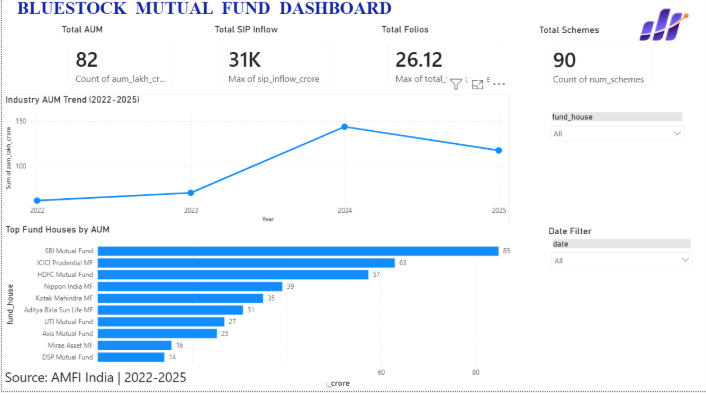 BLUESTOCK MUTUAL FUND DASHBOARD
Total AUM
Total SIP Inflow
Total Folios
Total Schemes
82
31K
26.12
90
Count of aum_lakh_cr...
Max of sip_inflow_crore
Max of total_
Count of num_schemes
Industry AUM Trend (2022-2025)
fund_house
All
Sum of aum_lakh_crore
150
100
2022
2023
2024
2025
Year
Top Fund Houses by AUM
Date Filter
date
All
fund_house
SBI Mutual Fund 85
ICICI Prudential MF 63
HDFC Mutual Fund 57
Nippon India MF 39
Kotak Mahindra MF 35
Aditya Birla Sun Life MF 31
UTI Mutual Fund 27
Axis Mutual Fund 25
Mirae Asset MF 16
DSP Mutual Fund 14
60
80
_crore
Source: AMFI India | 2022-2025